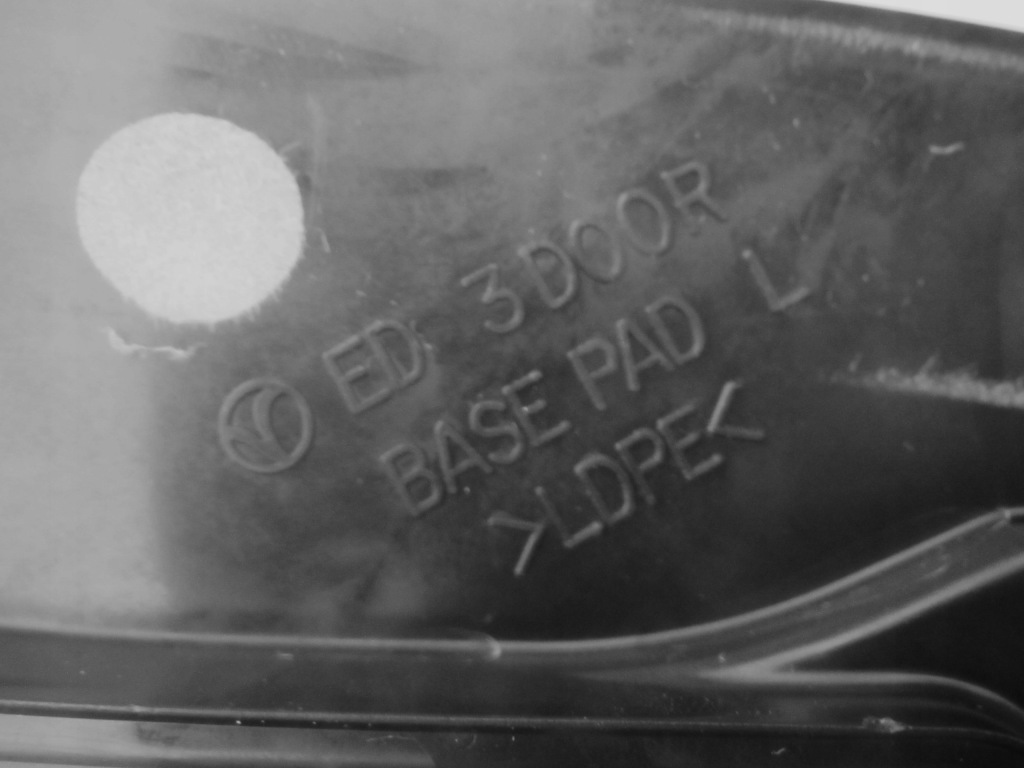 ED 3DOOR
BASE PAD L
>LDPE<